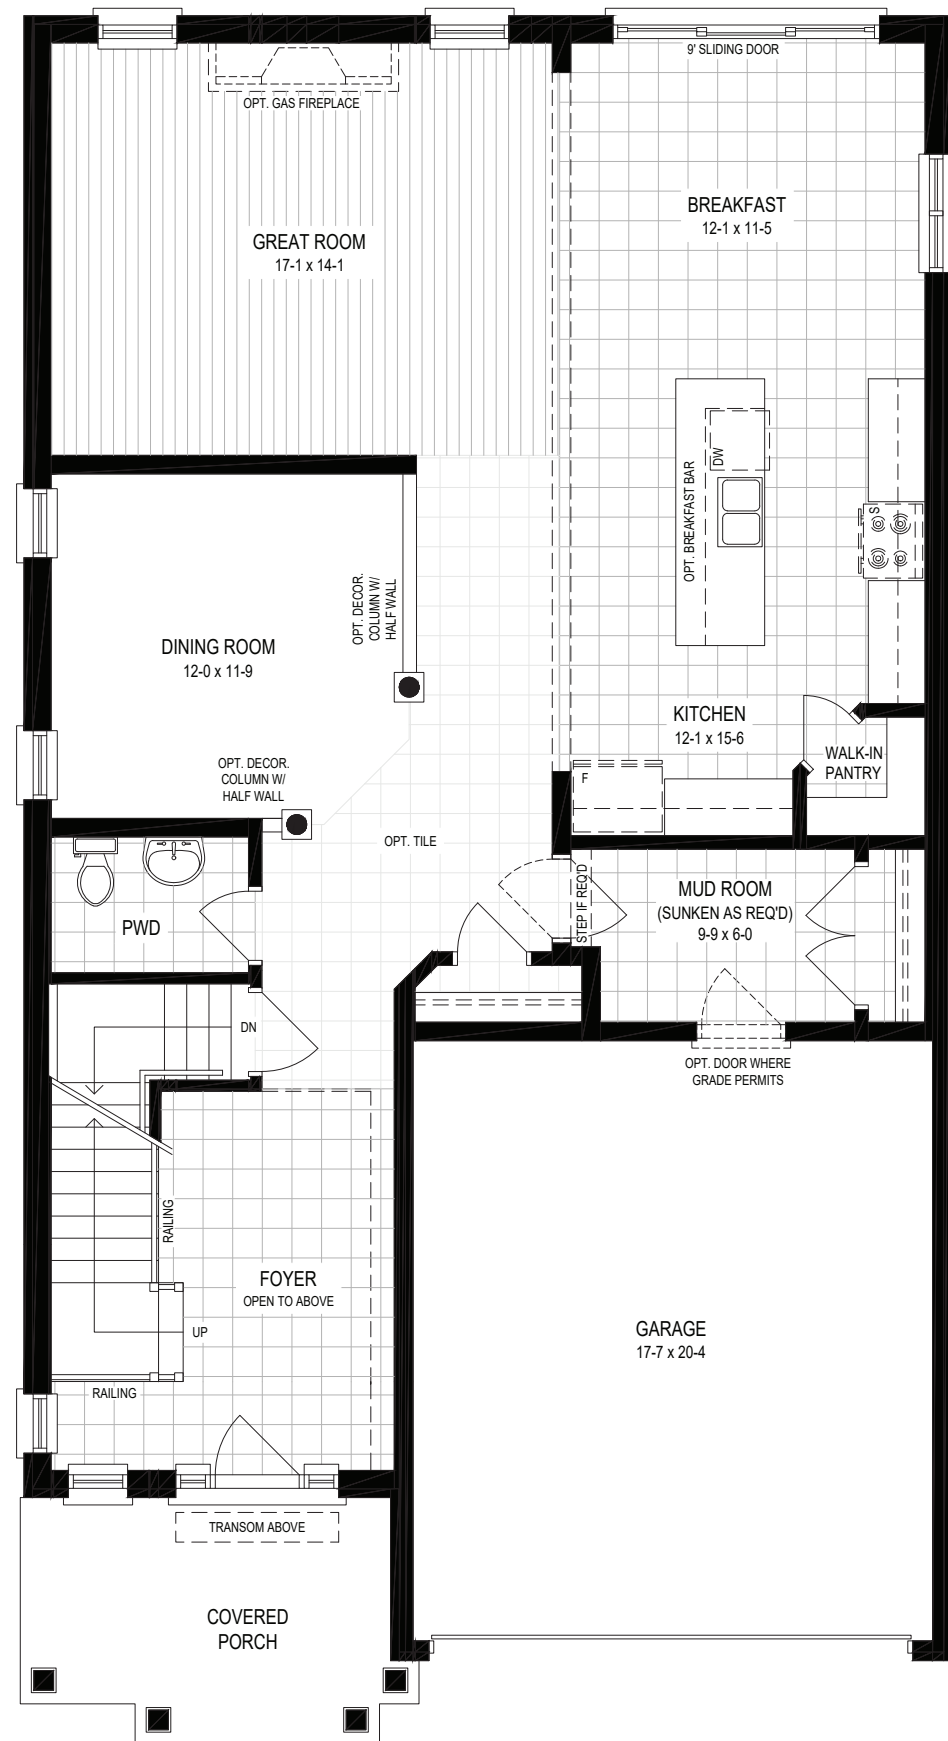 9' SLIDING DOOR
OPT. GAS FIREPLACE
BREAKFAST
12-1 x 11-5
GREAT ROOM
17-1 x 14-1
DW
OPT. BREAKFAST BAR
S
OPT. DECOR.
COLUMN W/
HALF WALL
DINING ROOM
12-0 x 11-9
KITCHEN
12-1 x 15-6
WALK-IN
PANTRY
OPT. DECOR.
COLUMN W/
HALF WALL
F
OPT. TILE
STEP IF REQ'D
MUD ROOM
(SUNKEN AS REQ'D)
9-9 x 6-0
PWD
DN
OPT. DOOR WHERE
GRADE PERMITS
RAILING
FOYER
OPEN TO ABOVE
UP
GARAGE
17-7 x 20-4
RAILING
TRANSOM ABOVE
COVERED
PORCH